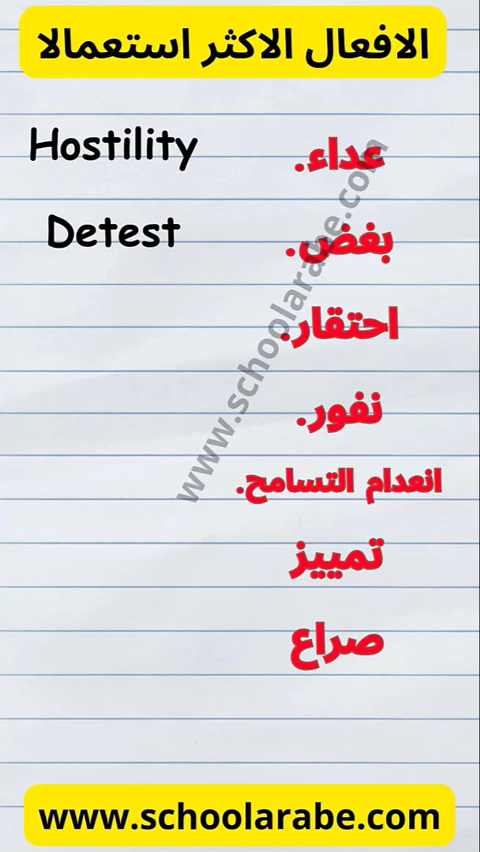 الافعال الاكثر استعمالا
Hostility عداء.
Detest بغض.
احتقار.
نفور.
انعدام التسامح.
تمييز
صراع
www.schoolarabe.com
www.schoolarabe.com